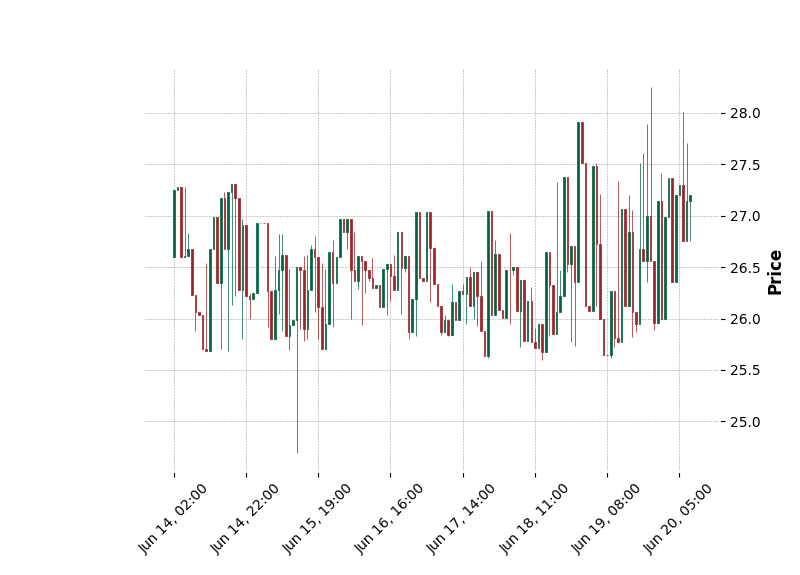 28.0
27.5
27.0
26.5
26.0
25.5
25.0
Price
Jun 14, 02:00
Jun 14, 22:00
Jun 15, 19:00
Jun 16, 16:00
Jun 17, 14:00
Jun 18, 11:00
Jun 19, 08:00
Jun 20, 05:00